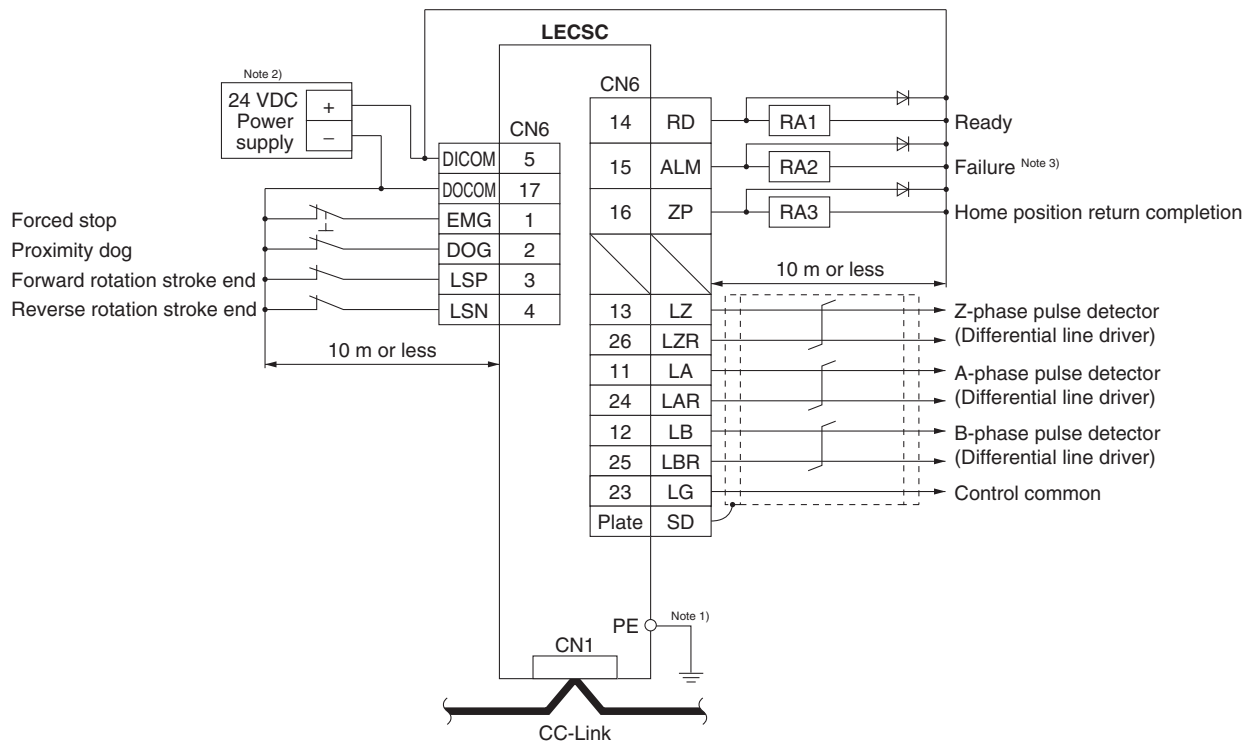 LECSC
Note 2)
24 VDC
Power
supply
+
−
CN6
DICOM 5
DOCOM 17
EMG 1
DOG 2
LSP 3
LSN 4
Forced stop
Proximity dog
Forward rotation stroke end
Reverse rotation stroke end
10 m or less
CN6
14 RD RA1 Ready
15 ALM RA2 Failure Note 3)
16 ZP RA3 Home position return completion
10 m or less
13 LZ Z-phase pulse detector
26 LZR (Differential line driver)
11 LA A-phase pulse detector
24 LAR (Differential line driver)
12 LB B-phase pulse detector
25 LBR (Differential line driver)
23 LG Control common
Plate SD
PE Note 1)
CN1
CC-Link